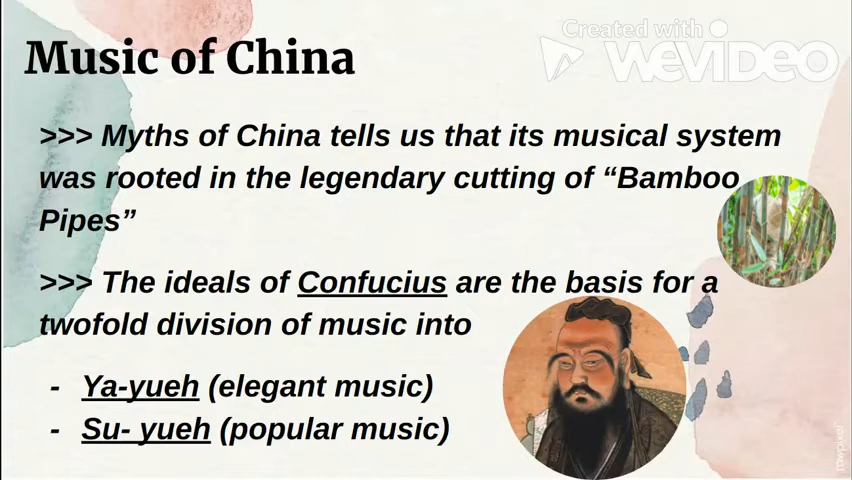 Created with
WEVIDEO
Music of China
>>> Myths of China tells us that its musical system
was rooted in the legendary cutting of “Bamboo
Pipes”
>>> The ideals of Confucius are the basis for a
twofold division of music into
- Ya-yueh (elegant music)
- Su- yueh (popular music)
rawpixel